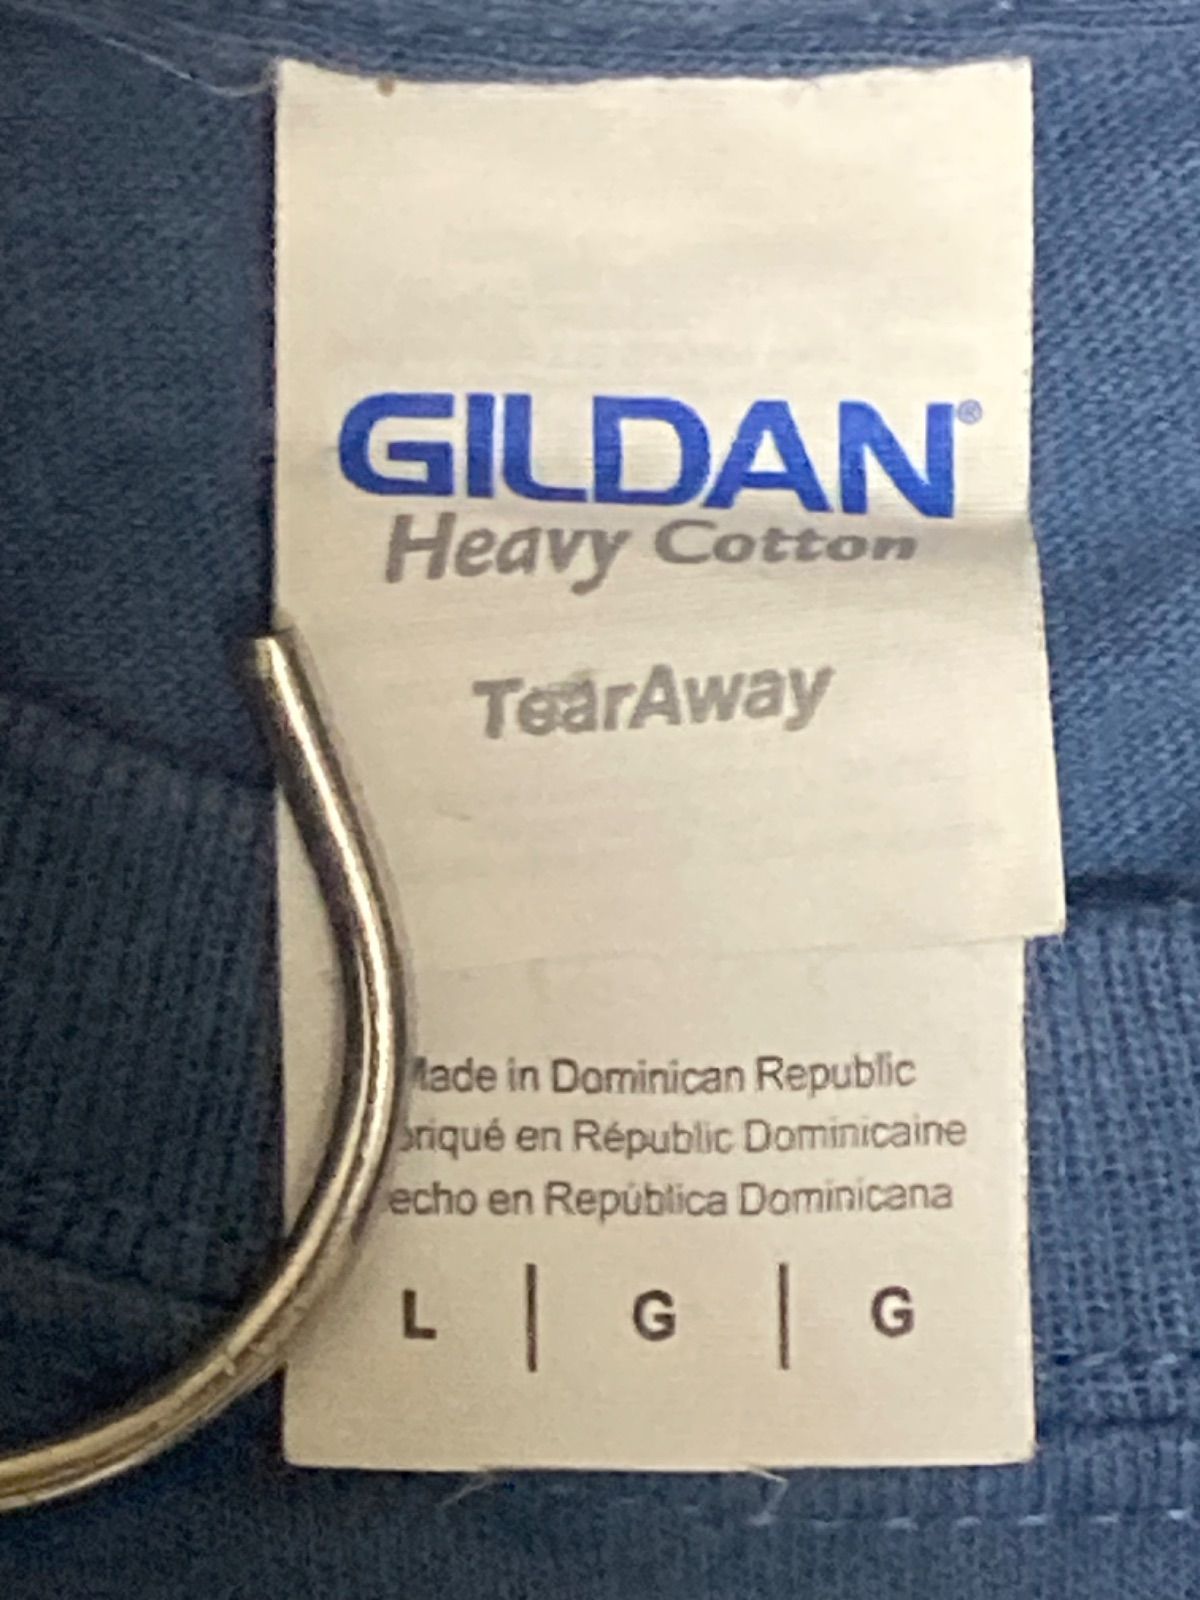 GILDAN®
Heavy Cotton
TearAway
in Dominican Republic
en Républic Dominicaine
en República Dominicana
L | G | G